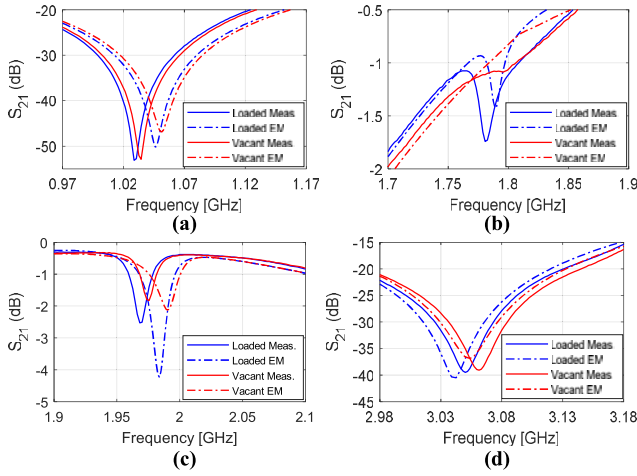 -20
-30
-40
-50
0.97
1.02
1.07
1.12
1.17
S21 (dB)
Frequency [GHz]
Loaded Meas
Loaded EM
Vacant Meas
Vacant EM
(a)
-0.5
-1
-1.5
-2
1.7
1.75
1.8
1.85
1.9
S21 (dB)
Frequency [GHz]
Loaded Meas
Loaded EM
Vacant Meas
Vacant EM
(b)
0
-1
-2
-3
-4
-5
1.9
1.95
2
2.05
2.1
S21 (dB)
Frequency [GHz]
Loaded Meas.
Loaded EM
Vacant Meas.
Vacant EM
(c)
-15
-20
-25
-30
-35
-40
-45
2.98
3.03
3.08
3.13
3.18
S21 (dB)
Frequency [GHz]
Loaded Meas
Loaded EM
Vacant Meas
Vacant EM
(d)